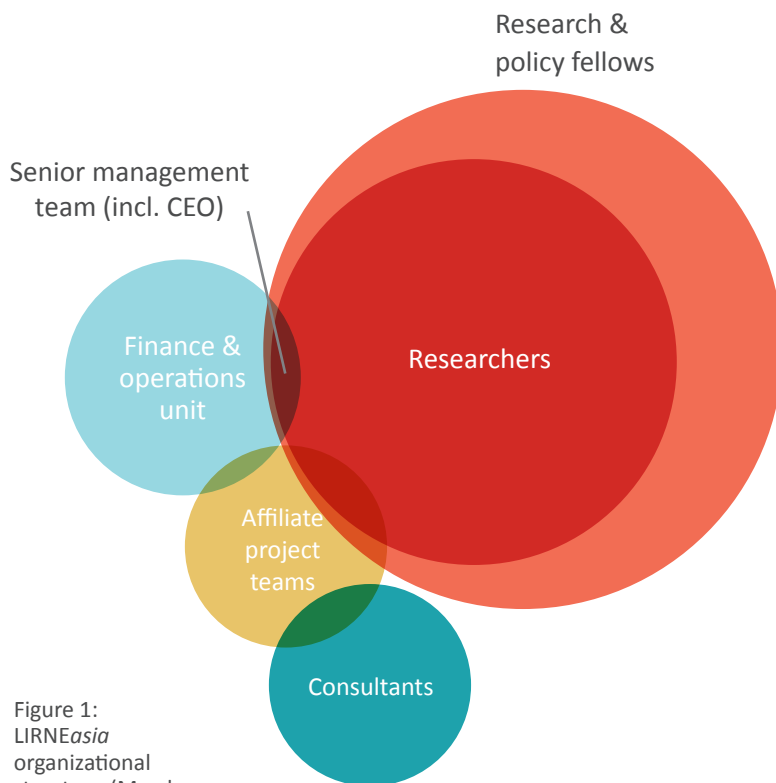 Research &
policy fellows
Senior management
team (incl. CEO)
Finance &
operations
unit
Researchers
Affiliate
project
teams
Consultants
Figure 1:
LIRNEasia
organizational